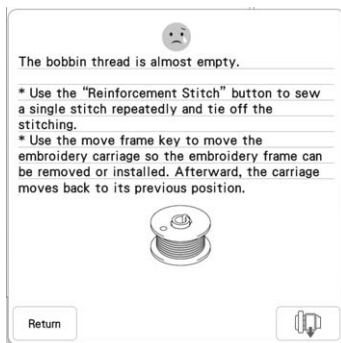 The bobbin thread is almost empty.
* Use the “Reinforcement Stitch” button to sew
a single stitch repeatedly and tie off the
stitching.
* Use the move frame key to move the
embroidery carriage so the embroidery frame can
be removed or installed. Afterward, the carriage
moves back to its previous position.
Return